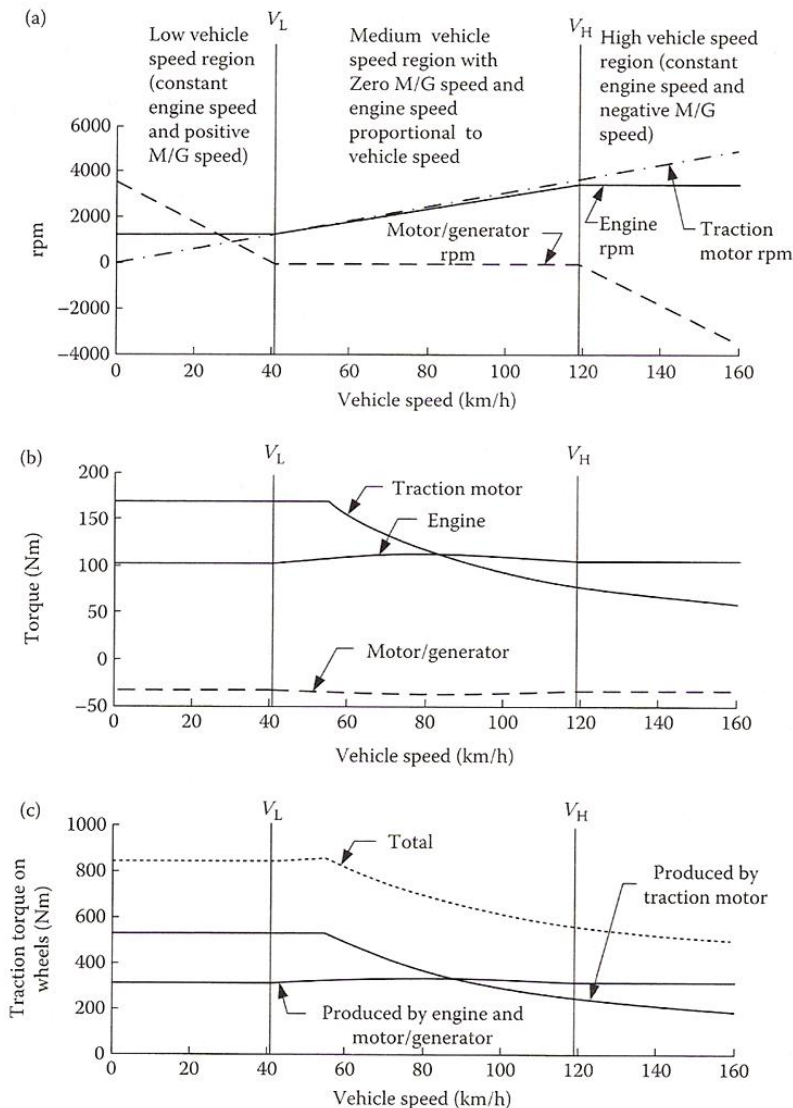 (a)
V_L
V_H
Low vehicle
speed region
(constant
engine speed
and positive
M/G speed)
Medium vehicle
speed region with
Zero M/G speed and
engine speed
proportional to
vehicle speed
High vehicle speed
region (constant
engine speed and
negative M/G
speed)
6000
4000
2000
0
−2000
−4000
rpm
Motor/generator
rpm
Engine
rpm
Traction
motor rpm
0 20 40 60 80 100 120 140 160
Vehicle speed (km/h)
(b)
V_L
V_H
200
150
100
50
0
−50
Torque (Nm)
Traction motor
Engine
Motor/generator
0 20 40 60 80 100 120 140 160
Vehicle speed (km/h)
(c)
V_L
V_H
1000
800
600
400
200
0
Traction torque on
wheels (Nm)
Total
Produced by
traction motor
Produced by engine and
motor/generator
0 20 40 60 80 100 120 140 160
Vehicle speed (km/h)